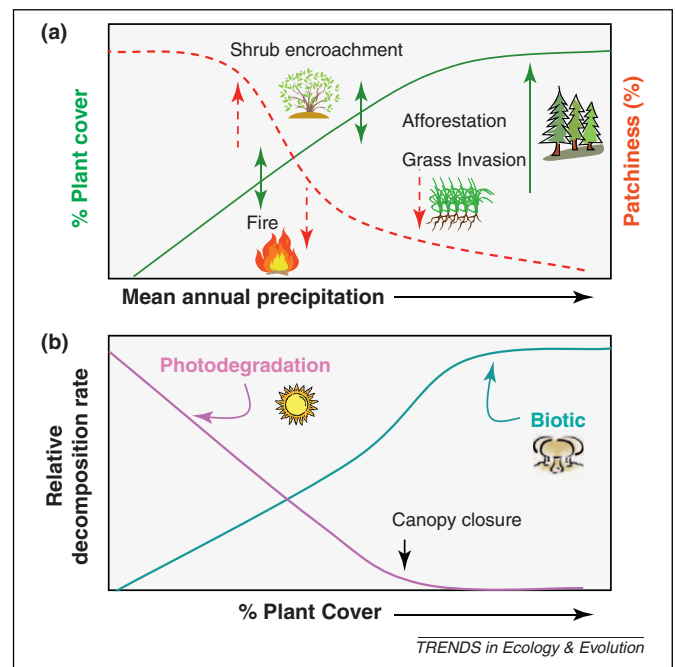 (a)
Shrub encroachment
Afforestation
Grass Invasion
Fire
% Plant cover
Patchiness (%)
Mean annual precipitation
(b)
Photodegradation
Biotic
Canopy closure
Relative
decomposition rate
% Plant Cover
TRENDS in Ecology & Evolution